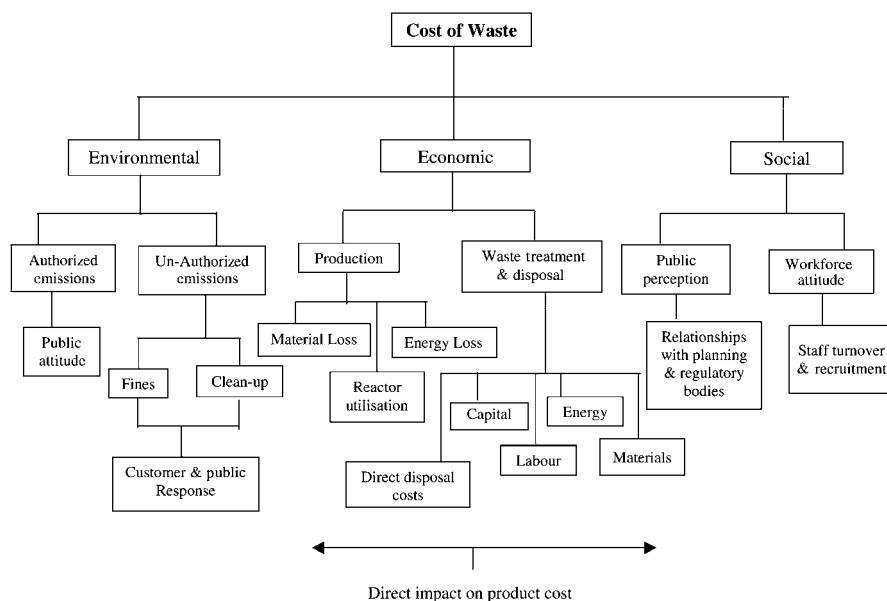 Cost of Waste
Environmental
Economic
Social
Authorized
emissions
Un-Authorized
emissions
Production
Waste treatment
& disposal
Public
perception
Workforce
attitude
Public
attitude
Material Loss
Energy Loss
Relationships
with planning
& regulatory
bodies
Staff turnover
& recruitment
Fines
Clean-up
Reactor
utilisation
Capital
Energy
Customer & public
Response
Direct disposal
costs
Labour
Materials
Direct impact on product cost